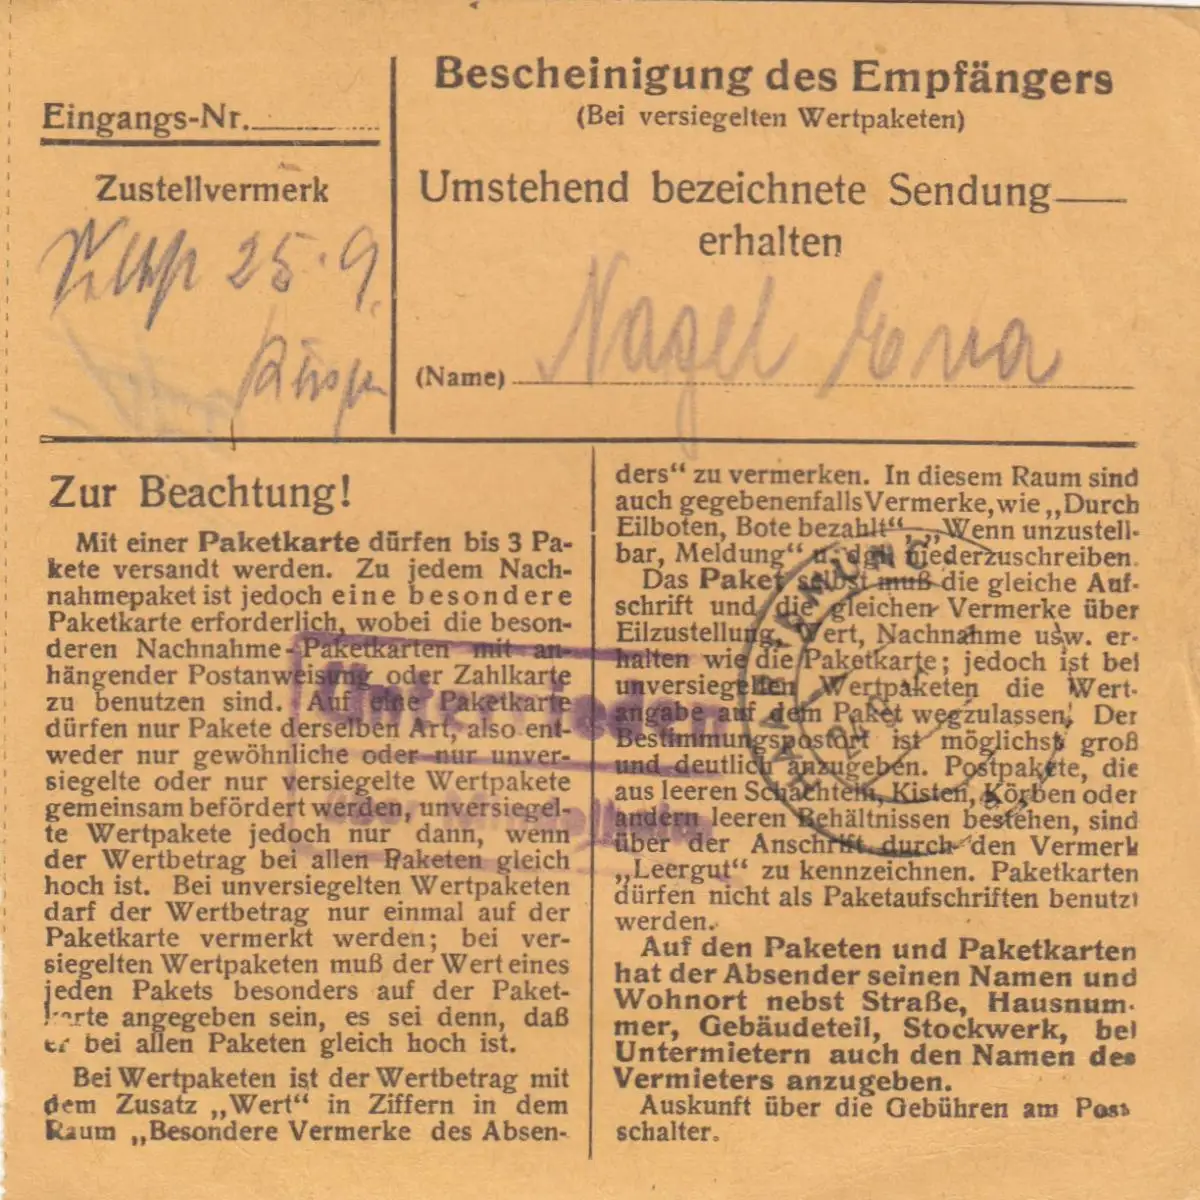 Eingangs-Nr.
Zustellvermerk
25.9.
Bescheinigung des Empfängers
(Bei versiegelten Wertpaketen)
Umstehend bezeichnete Sendung
erhalten
(Name) Nagel Erna
Zur Beachtung!
Mit einer Paketkarte dürfen bis 3 Pa-
kete versandt werden. Zu jedem Nach-
nahmepaket ist jedoch eine besondere
Paketkarte erforderlich, wobei die beson-
deren Nachnahme-Paketkarten mit an-
hängender Postanweisung oder Zahlkarte
zu benutzen sind. Auf eine Paketkarte
dürfen nur Pakete derselben Art, also ent-
weder nur gewöhnliche oder nur unver-
siegelte oder nur versiegelte Wertpakete
gemeinsam befördert werden, unversiegel-
te Wertpakete jedoch nur dann, wenn
der Wertbetrag bei allen Paketen gleich
hoch ist. Bei unversiegelten Wertpaketen
darf der Wertbetrag nur einmal auf der
Paketkarte vermerkt werden; bei ver-
siegelten Wertpaketen muß der Wert eines
jeden Pakets besonders auf der Paket-
karte angegeben sein, es sei denn, daß
er bei allen Paketen gleich hoch ist.
Bei Wertpaketen ist der Wertbetrag mit
dem Zusatz „Wert“ in Ziffern in dem
Raum „Besondere Vermerke des Absen-
ders“ zu vermerken. In diesem Raum sind
auch gegebenenfalls Vermerke, wie „Durch
Eilboten, Bote bezahlt“, „Wenn unzustell-
bar, Meldung“ u. dgl. niederzuschreiben.
Das Paket selbst muß die gleiche Auf-
schrift und die gleichen Vermerke über
Eilzustellung, Wert, Nachnahme usw. er-
halten wie die Paketkarte; jedoch ist bei
unversiegelten Wertpaketen die Wert-
angabe auf dem Paket wegzulassen. Der
Bestimmungspostort ist möglichst groß
und deutlich anzugeben. Postpakete, die
aus leeren Schachteln, Kisten, Körben oder
andern leeren Behältnissen bestehen, sind
über der Anschrift durch den Vermerk
„Leergut“ zu kennzeichnen. Paketkarten
dürfen nicht als Paketaufschriften benutzt
werden.
Auf den Paketen und Paketkarten
hat der Absender seinen Namen und
Wohnort nebst Straße, Hausnum-
mer, Gebäudeteil, Stockwerk, bei
Untermietern auch den Namen des
Vermieters anzugeben.
Auskunft über die Gebühren am Post
schalter.